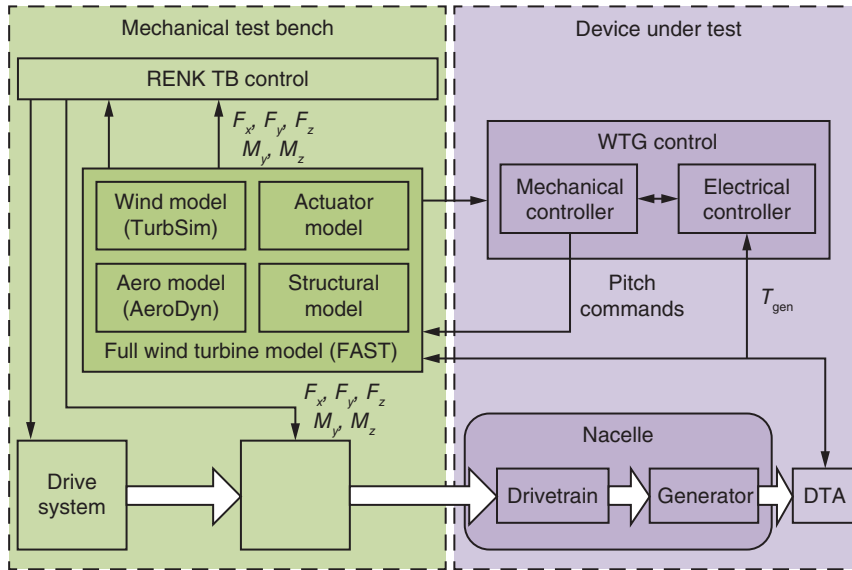 Mechanical test bench
Device under test
RENK TB control
Fx, Fy, Fz
My, Mz
WTG control
Wind model
(TurbSim)
Actuator
model
Mechanical
controller
Electrical
controller
Aero model
(AeroDyn)
Structural
model
Pitch
commands
Tgen
Full wind turbine model (FAST)
Fx, Fy, Fz
My, Mz
Nacelle
Drive
system
Drivetrain
Generator
DTA